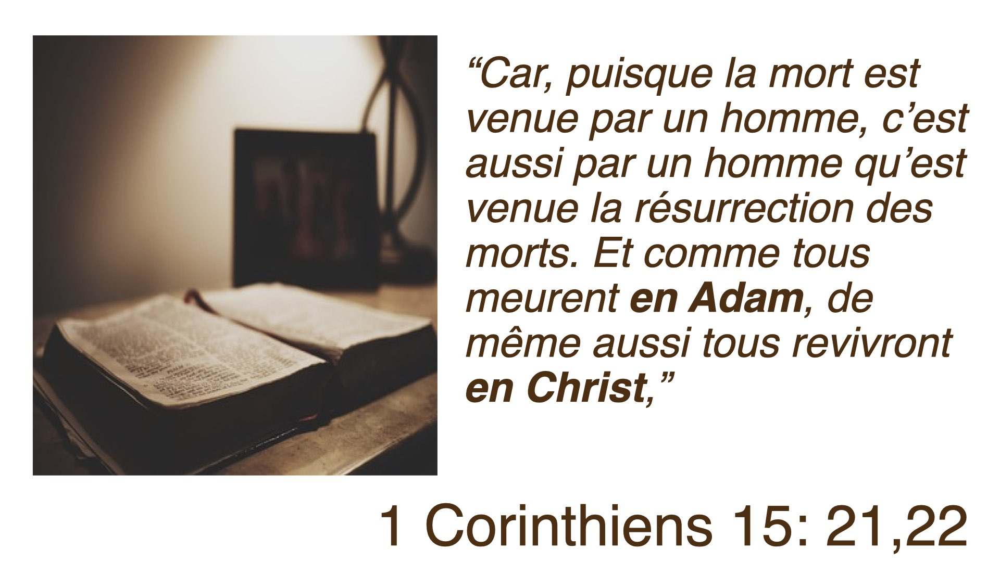 “Car, puisque la mort est
venue par un homme, c’est
aussi par un homme qu’est
venue la résurrection des
morts. Et comme tous
meurent en Adam, de
même aussi tous revivront
en Christ,”
1 Corinthiens 15: 21,22